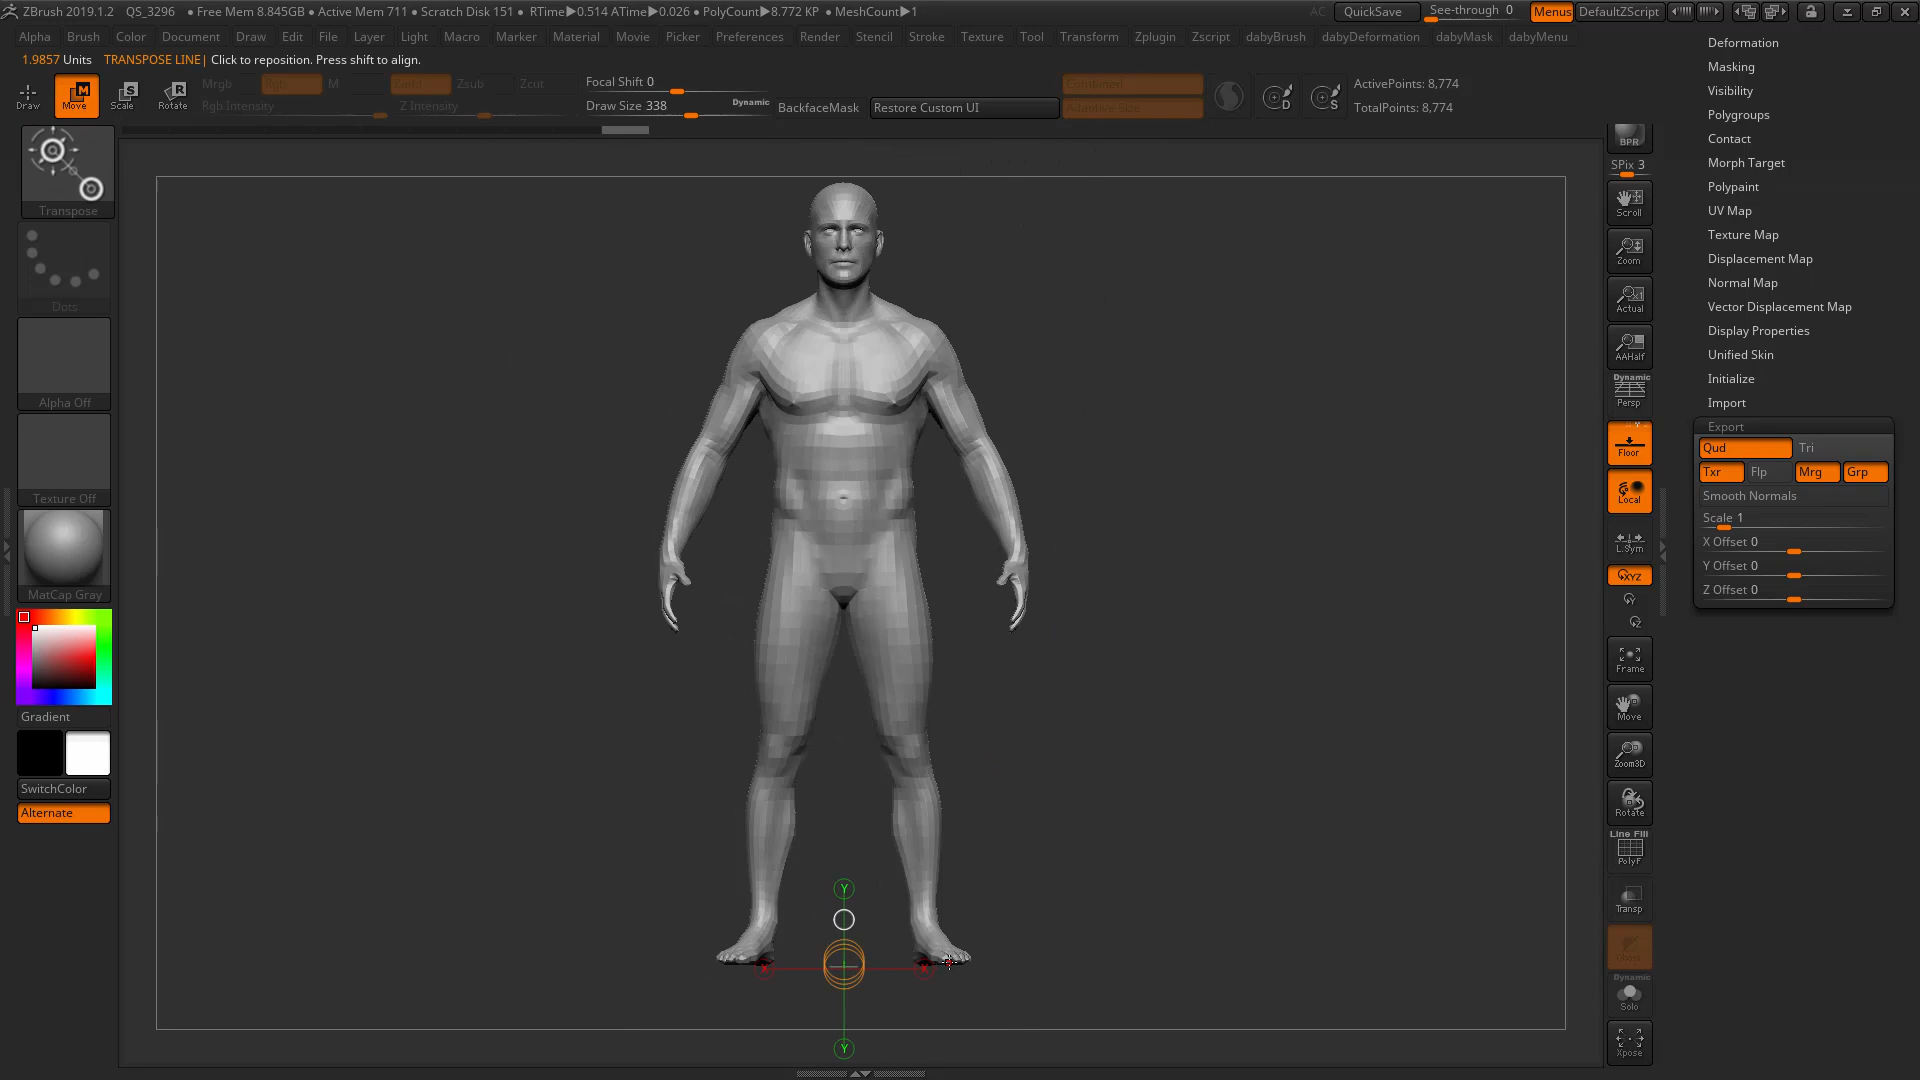 ZBrush 2019.1.2 QS_3296 ● Free Mem 8.845GB ● Active Mem 711 ● Scratch Disk 151 ● RTime▶0.514 ATime▶0.026 ● PolyCount▶8.772 KP ● MeshCount▶1 AC QuickSave See-through 0 Menus DefaultZScript
Alpha Brush Color Document Draw Edit File Layer Light Macro Marker Material Movie Picker Preferences Render Stencil Stroke Texture Tool Transform Zplugin Zscript dabyBrush dabyDeformation dabyMask dabyMenu
1.9857 Units TRANSPOSE LINE| Click to reposition. Press shift to align.
Draw
Move
Scale
Rotate
Mrgb Rgb M Zadd Zsub Zcut
Rgb Intensity Z Intensity
Focal Shift 0
Draw Size 338 Dynamic
BackfaceMask
Restore Custom UI
Combined
Adaptive Size
D
S
ActivePoints: 8,774
TotalPoints: 8,774
Transpose
Dots
Alpha Off
Texture Off
MatCap Gray
Gradient
SwitchColor
Alternate
Y
X
X
Y
BPR
SPix 3
Scroll
Zoom
Actual
AAHalf
Dynamic
Persp
Floor
Local
L.Sym
XYZ
Y
Z
Frame
Move
Zoom3D
Rotate
Line Fill
PolyF
Transp
Ghost
Dynamic
Solo
Xpose
Deformation
Masking
Visibility
Polygroups
Contact
Morph Target
Polypaint
UV Map
Texture Map
Displacement Map
Normal Map
Vector Displacement Map
Display Properties
Unified Skin
Initialize
Import
Export
Qud Tri
Txr Flp Mrg Grp
Smooth Normals
Scale 1
X Offset 0
Y Offset 0
Z Offset 0